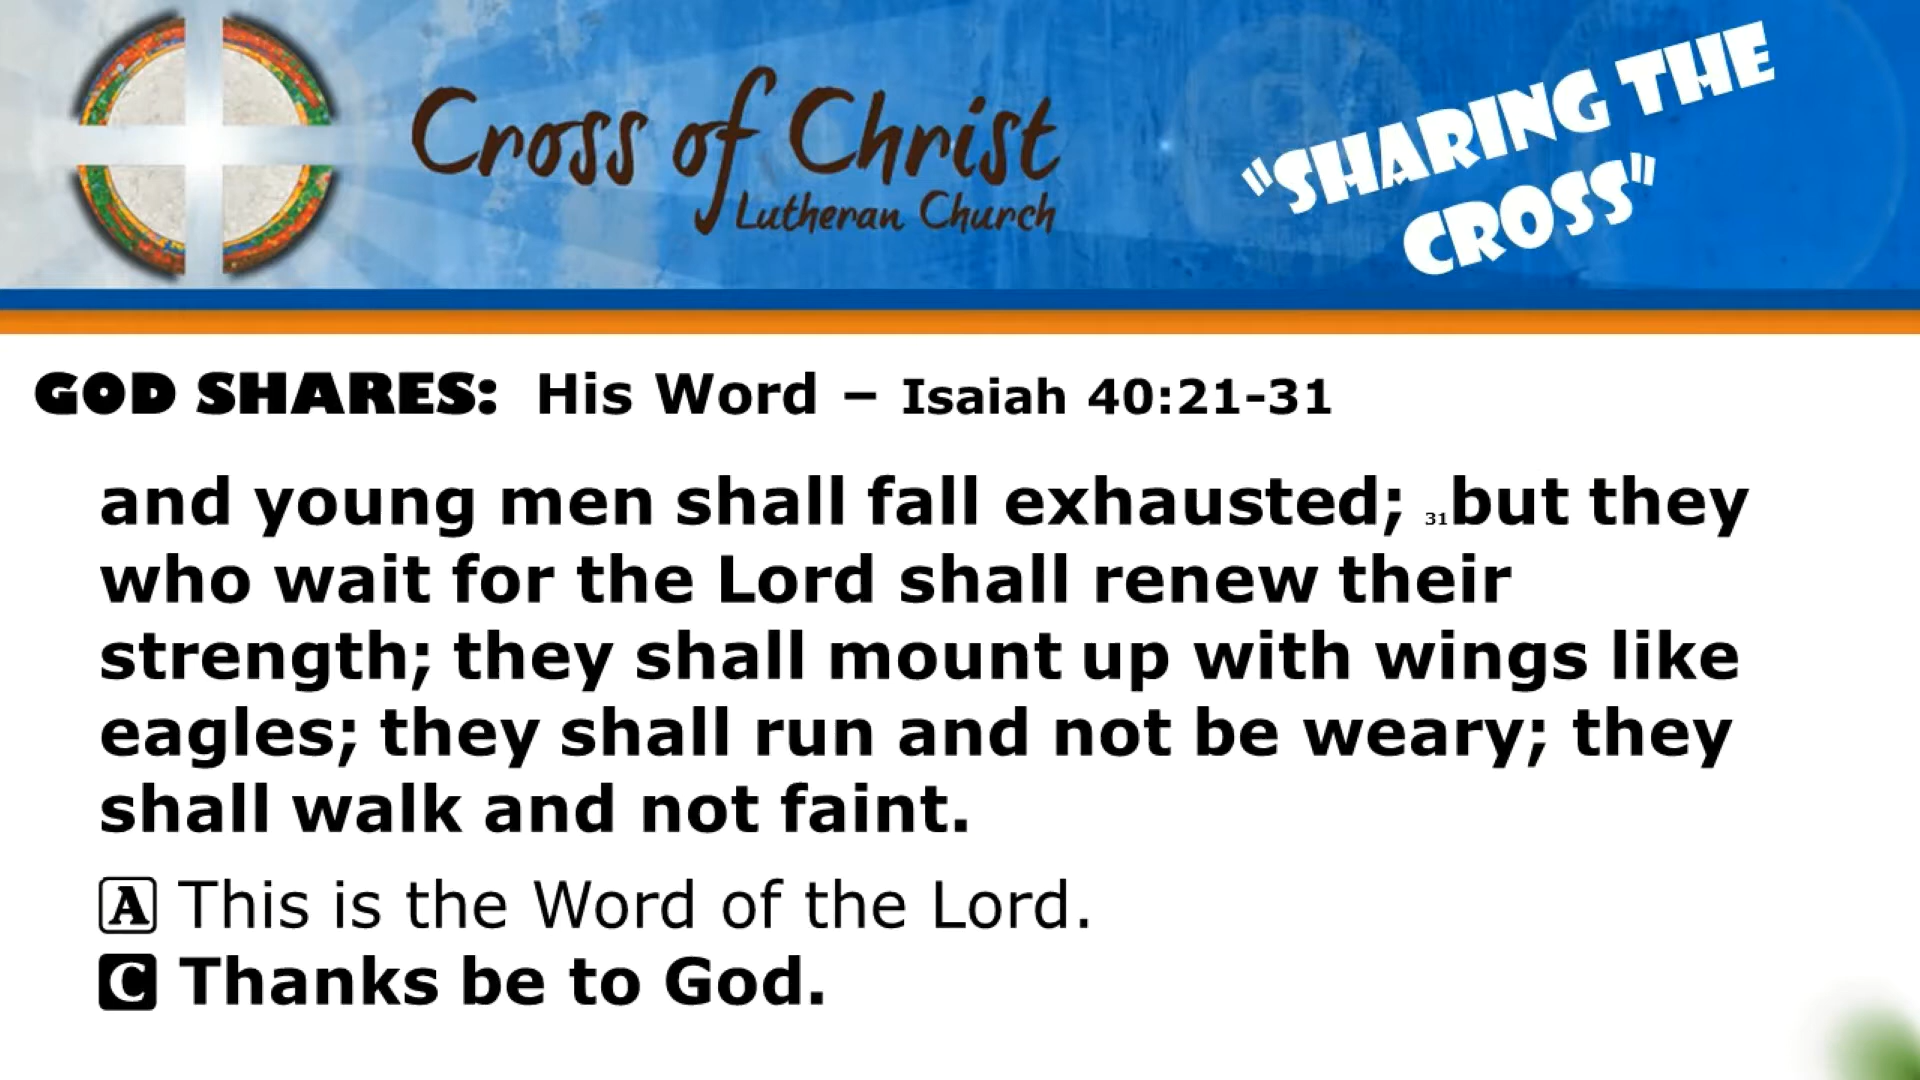 Cross of Christ
Lutheran Church
"SHARING THE
CROSS"
GOD SHARES: His Word – Isaiah 40:21-31
and young men shall fall exhausted; 31but they
who wait for the Lord shall renew their
strength; they shall mount up with wings like
eagles; they shall run and not be weary; they
shall walk and not faint.
A This is the Word of the Lord.
C Thanks be to God.